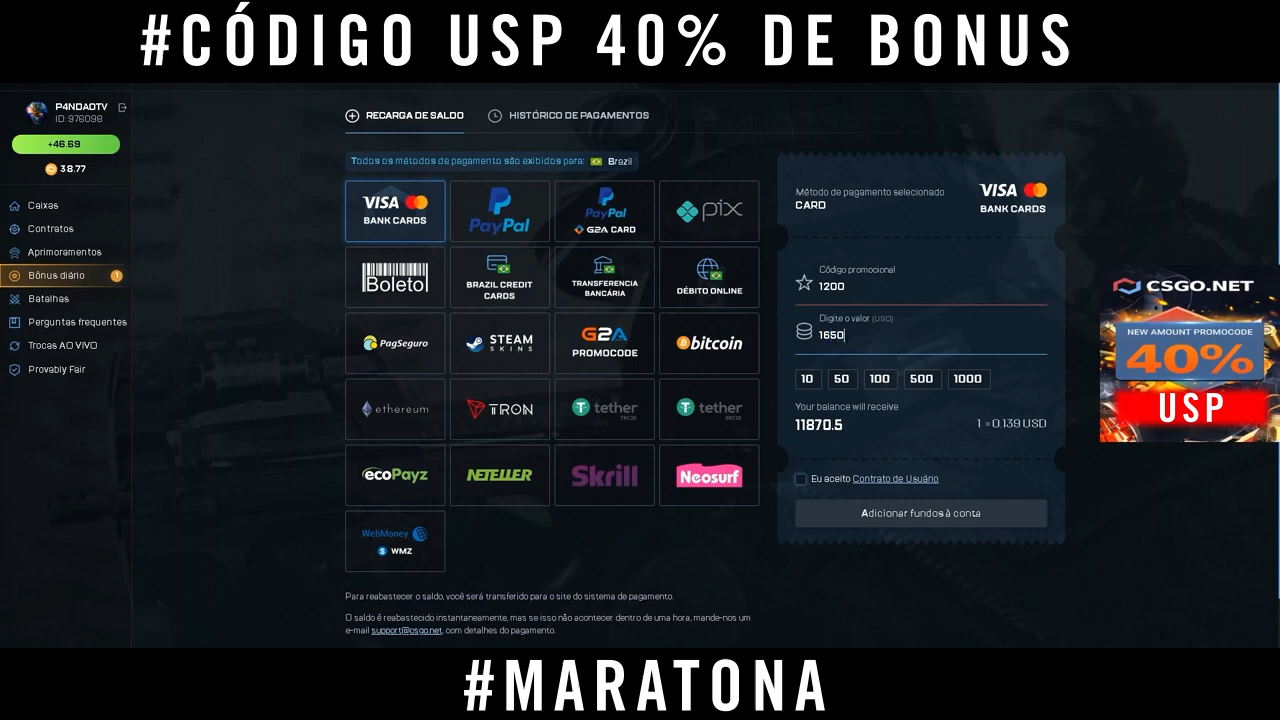 #CÓDIGO USP 40% DE BONUS
P4NDAOTV
ID: 976098
+46.69
38.77
Caixas
Contratos
Aprimoramentos
Bônus diário
1
Batalhas
Perguntas frequentes
Trocas AO VIVO
Provably Fair
RECARGA DE SALDO
HISTÓRICO DE PAGAMENTOS
Todos os métodos de pagamento são exibidos para: Brazil
VISA
BANK CARDS
PayPal
PayPal
G2A CARD
pix
Boleto
BRAZIL CREDIT
CARDS
TRANSFERENCIA
BANCÁRIA
DÉBITO ONLINE
PagSeguro
STEAM
SKINS
G2A
PROMOCODE
bitcoin
ethereum
TRON
tether
TRC20
tether
ERC20
ecoPayz
NETELLER
Skrill
Neosurf
WebMoney
WMZ
Para reabastecer o saldo, você será transferido para o site do sistema de pagamento.
O saldo é reabastecido instantaneamente, mas se isso não acontecer dentro de uma hora, mande-nos um
e-mail support@csgo.net, com detalhes do pagamento.
Método de pagamento selecionado
CARD
VISA
BANK CARDS
Código promocional
1200
Digite o valor (USD)
1650
10
50
100
500
1000
Your balance will receive
11870.5
1 = 0.139 USD
Eu aceito Contrato de Usuário
Adicionar fundos à conta
CSGO.NET
NEW AMOUNT PROMOCODE
40%
USP
#MARATONA